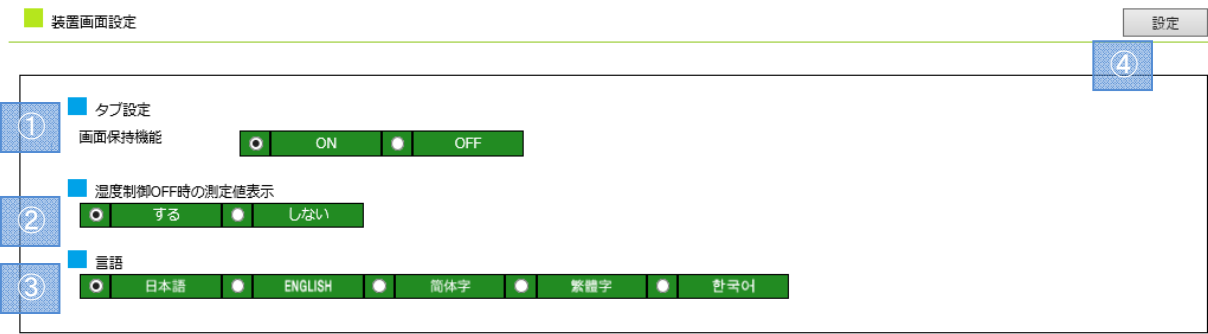 装置画面設定
設定
④
① タブ設定
画面保持機能 ON OFF
湿度制御OFF時の測定値表示
② する しない
言語
③ 日本語 ENGLISH 简体字 繁體字 한국어